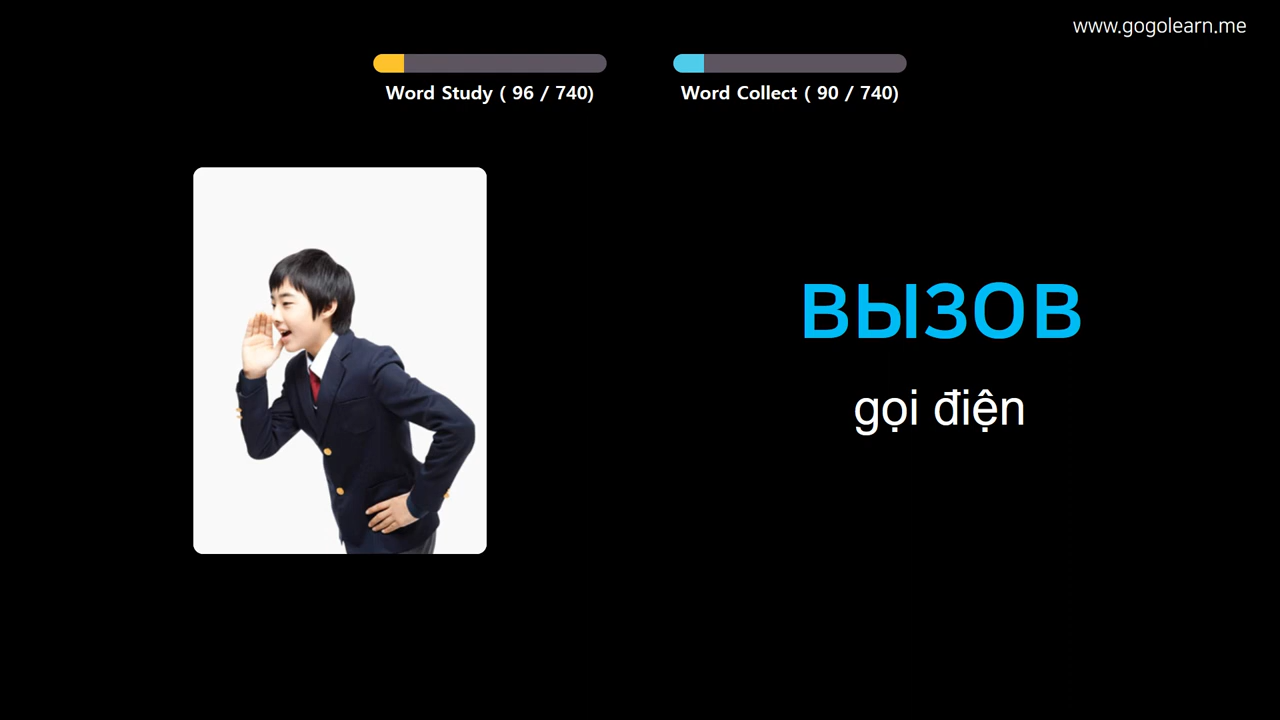 www.gogolearn.me
Word Study ( 96 / 740)
Word Collect ( 90 / 740)
вызов
gọi điện